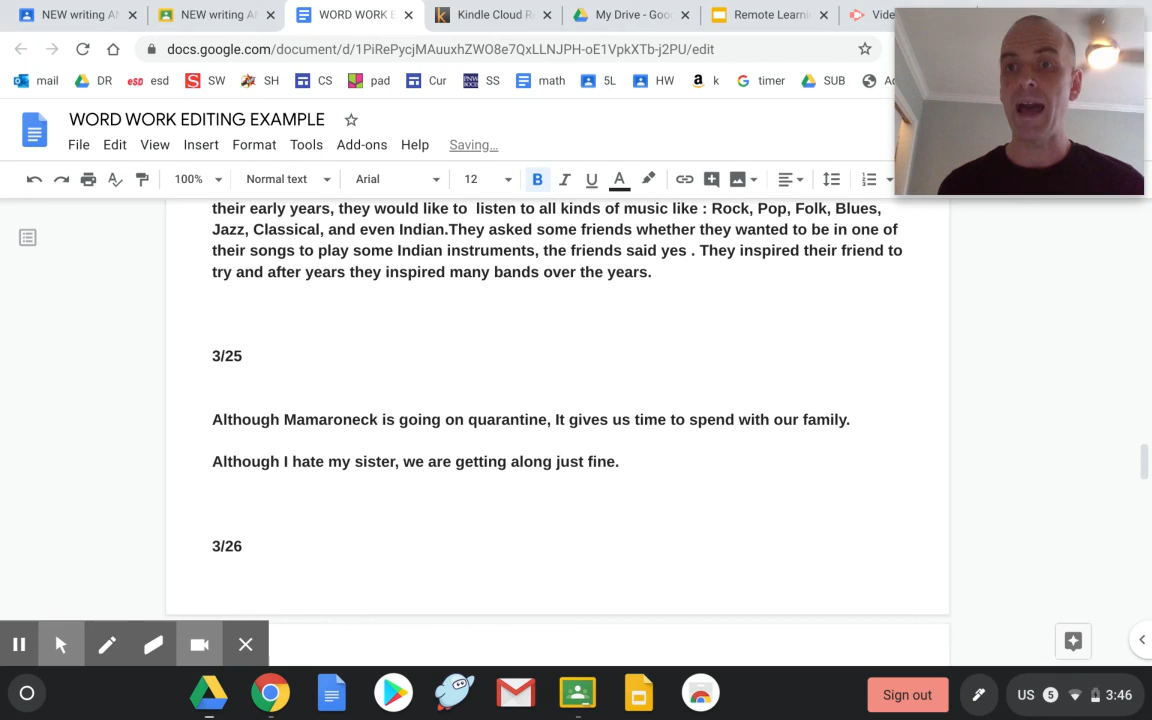 NEW writing A
NEW writing A
WORD WORK E
Kindle Cloud R
My Drive - Goo
Remote Learni
Vide
docs.google.com/document/d/1PiRePycjMAuuxhZWO8e7QxLLNJPH-oE1VpkXTb-j2PU/edit
mail DR esd esd SW SH CS pad Cur SS math 5L HW a k timer SUB
WORD WORK EDITING EXAMPLE
File Edit View Insert Format Tools Add-ons Help Saving...
100% Normal text Arial 12 B I U A
their early years, they would like to  listen to all kinds of music like : Rock, Pop, Folk, Blues,
Jazz, Classical, and even Indian.They asked some friends whether they wanted to be in one of
their songs to play some Indian instruments, the friends said yes . They inspired their friend to
try and after years they inspired many bands over the years.
3/25
Although Mamaroneck is going on quarantine, It gives us time to spend with our family.
Although I hate my sister, we are getting along just fine.
3/26
Sign out US 5 3:46